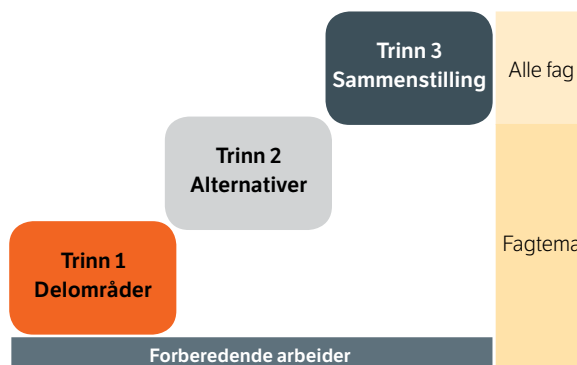 Trinn 3
Sammenstilling
Alle fag
Trinn 2
Alternativer
Trinn 1
Delområder
Fagtema
Forberedende arbeider